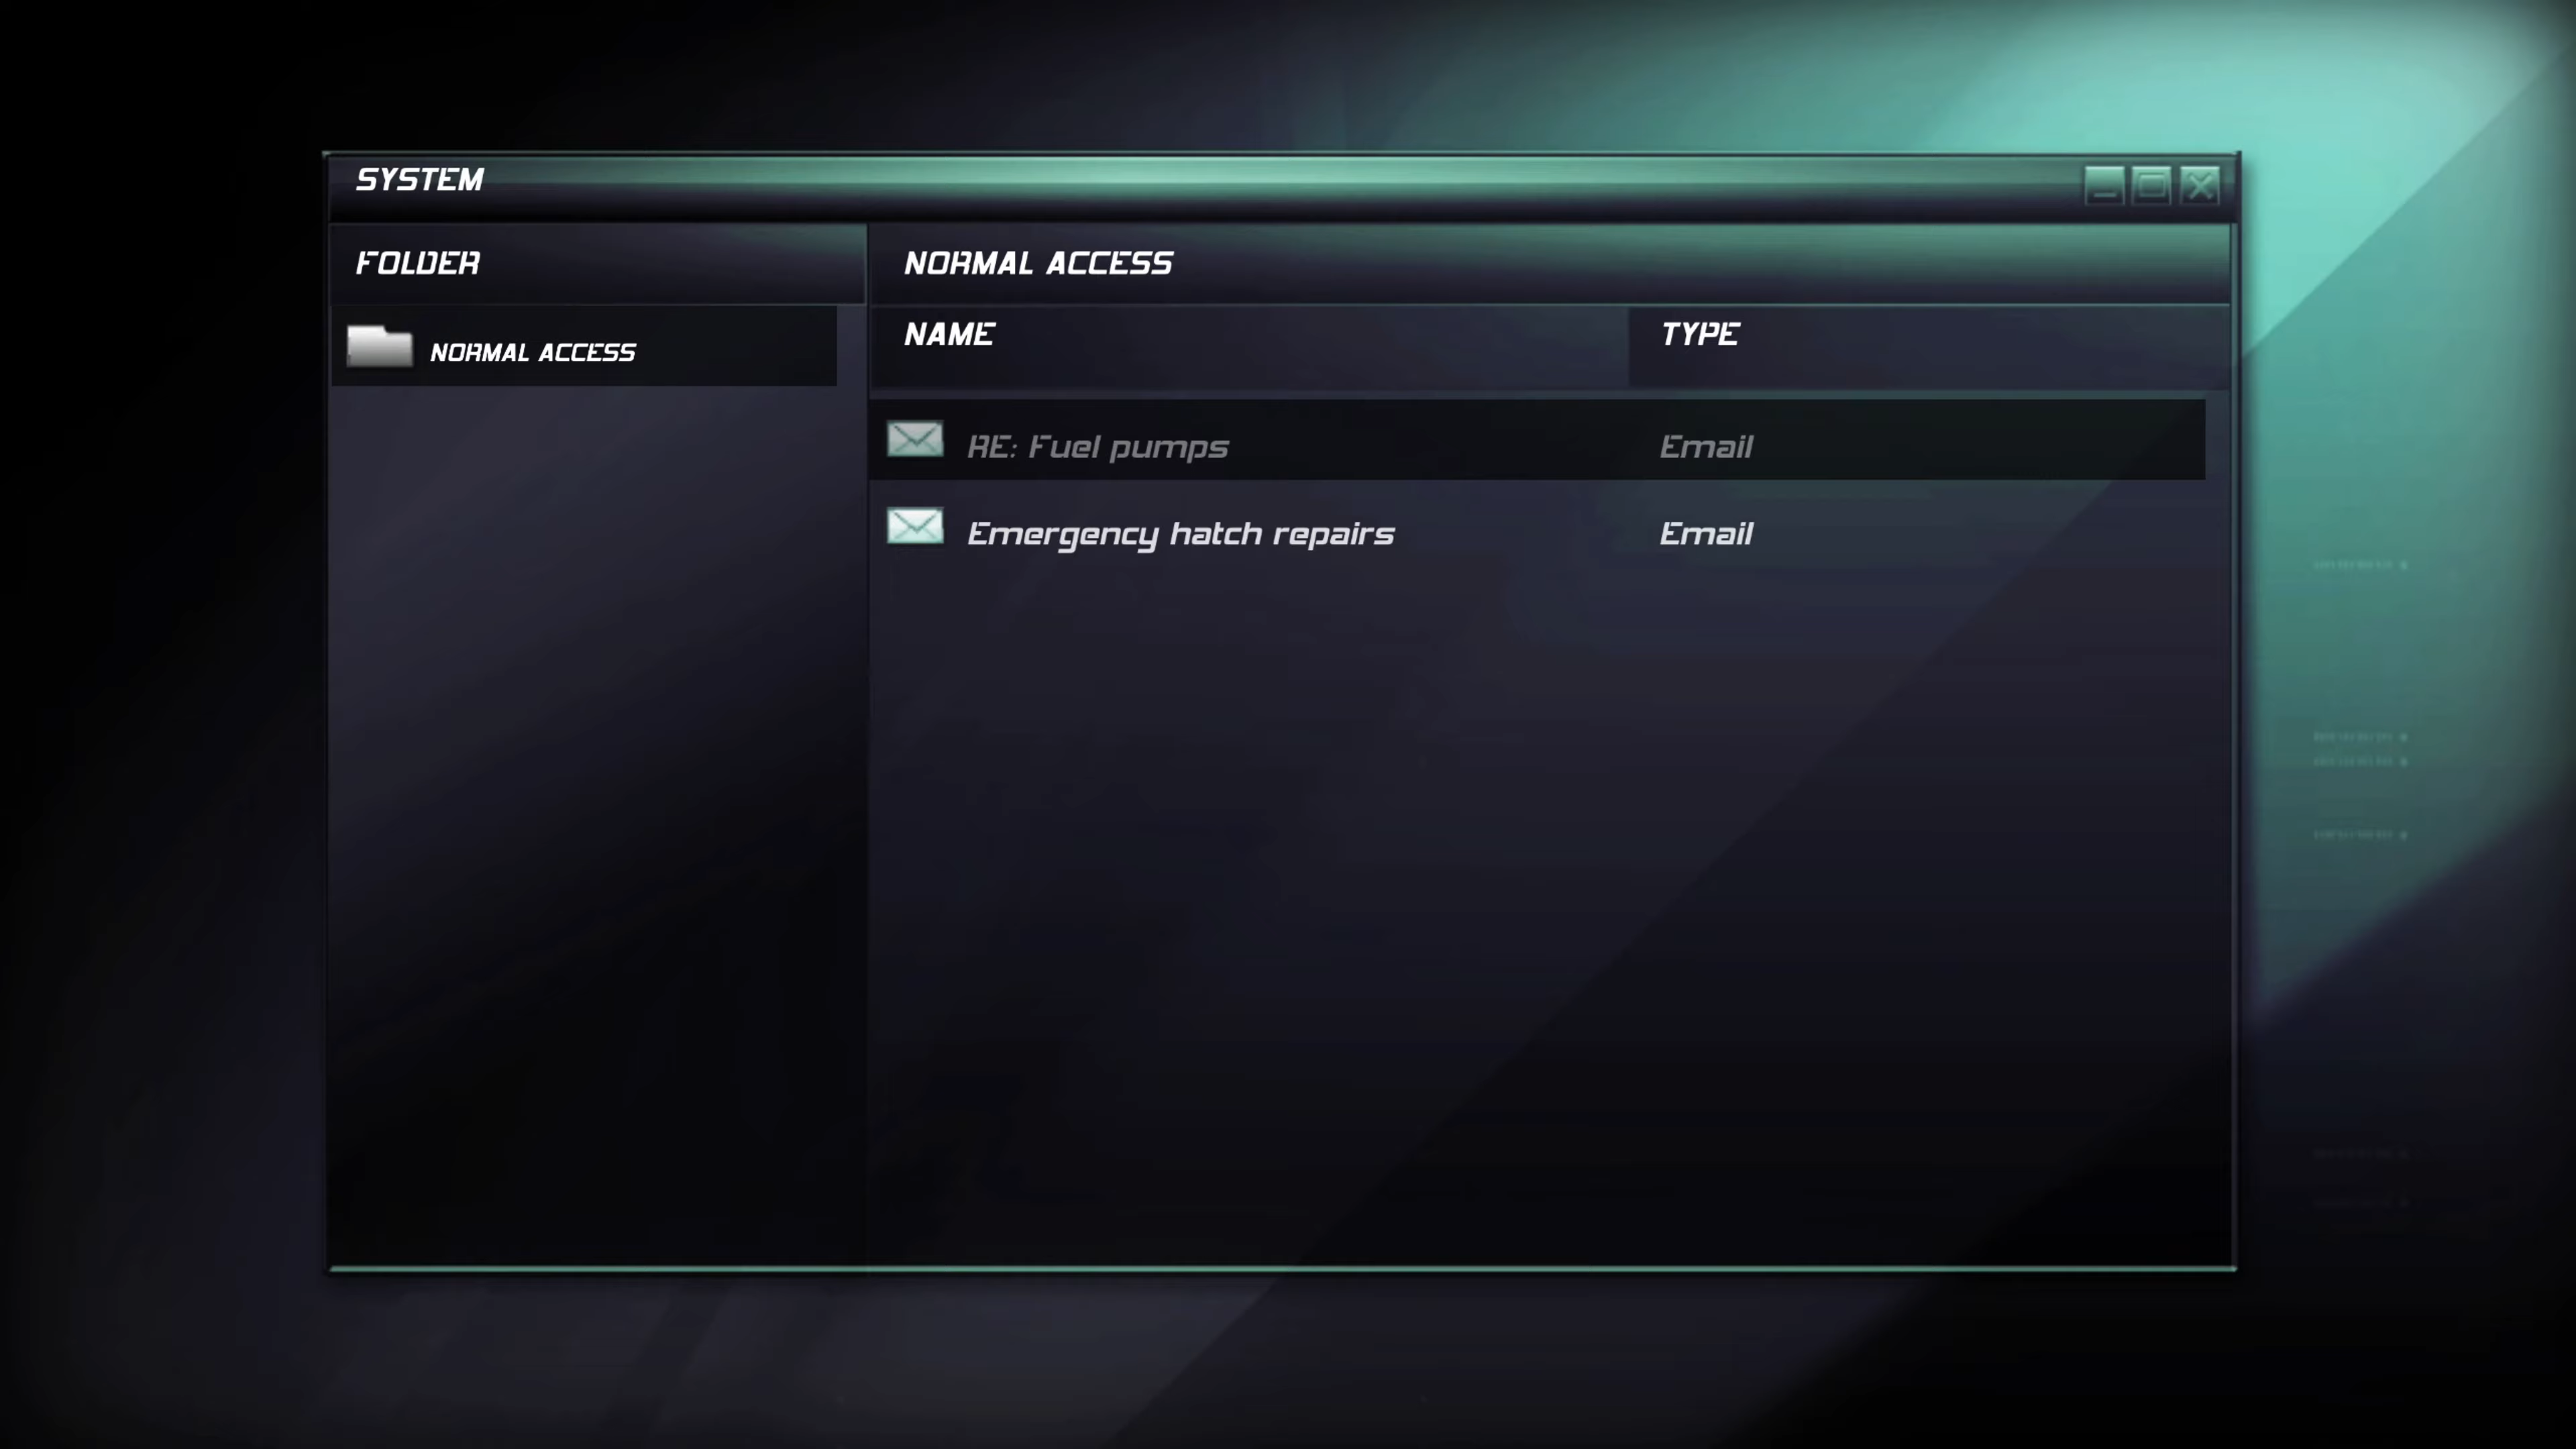 SYSTEM
FOLDER
NORMAL ACCESS
NORMAL ACCESS
NAME TYPE
RE: Fuel pumps Email
Emergency hatch repairs Email